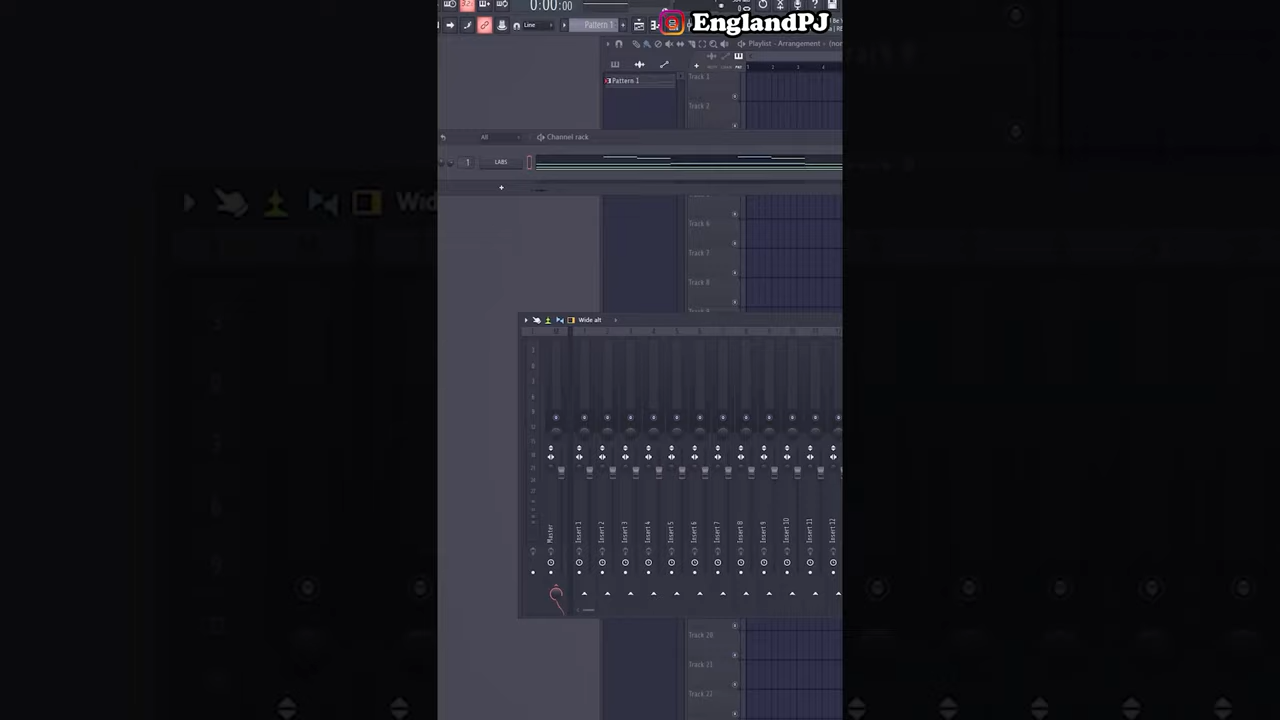 0:00:00
EnglandPJ
Line
Pattern 1
Playlist - Arrangement
Pattern 1
Track 1
Track 2
All
Channel rack
1
LABS
Track 6
Track 7
Track 8
Wide alt
Wide
Master
Insert 1
Insert 2
Insert 3
Insert 4
Insert 5
Insert 6
Insert 7
Insert 8
Insert 9
Insert 10
Insert 11
Insert 12
Track 20
Track 21
Track 22